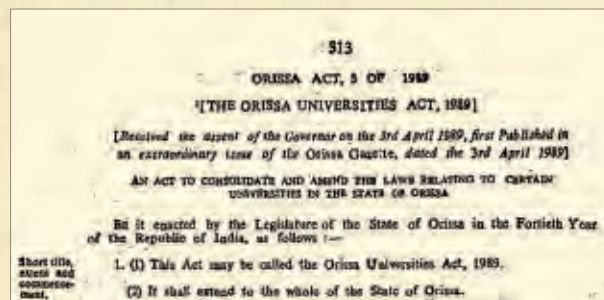 513
ORISSA ACT, 5 OF 1989
¹[THE ORISSA UNIVERSITIES ACT, 1989]
[Received the assent of the Governor on the 3rd April 1989, first Published in
an extraordinary issue of the Orissa Gazette, dated the 3rd April 1989]
AN ACT TO CONSOLIDATE AND AMEND THE LAWS RELATING TO CERTAIN
UNIVERSITIES IN THE STATE OF ORISSA
BE it enacted by the Legislature of the State of Orissa in the Fortieth Year
of the Republic of India, as follows :—
Short title,
extent and
commence-
ment.
1. (1) This Act may be called the Orissa Universities Act, 1989.
(2) It shall extend to the whole of the State of Orissa.